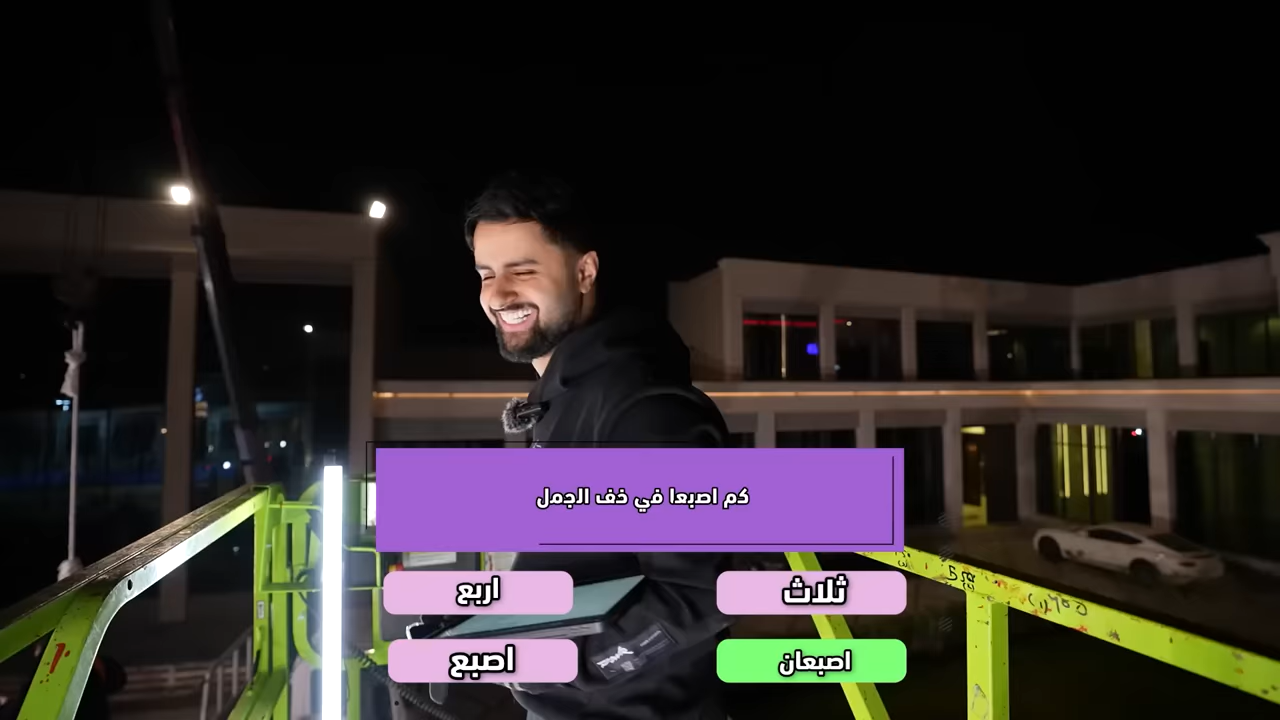 كم اصبعا في خف الجمل
ثلاث
اربع
اصبعان
اصبع